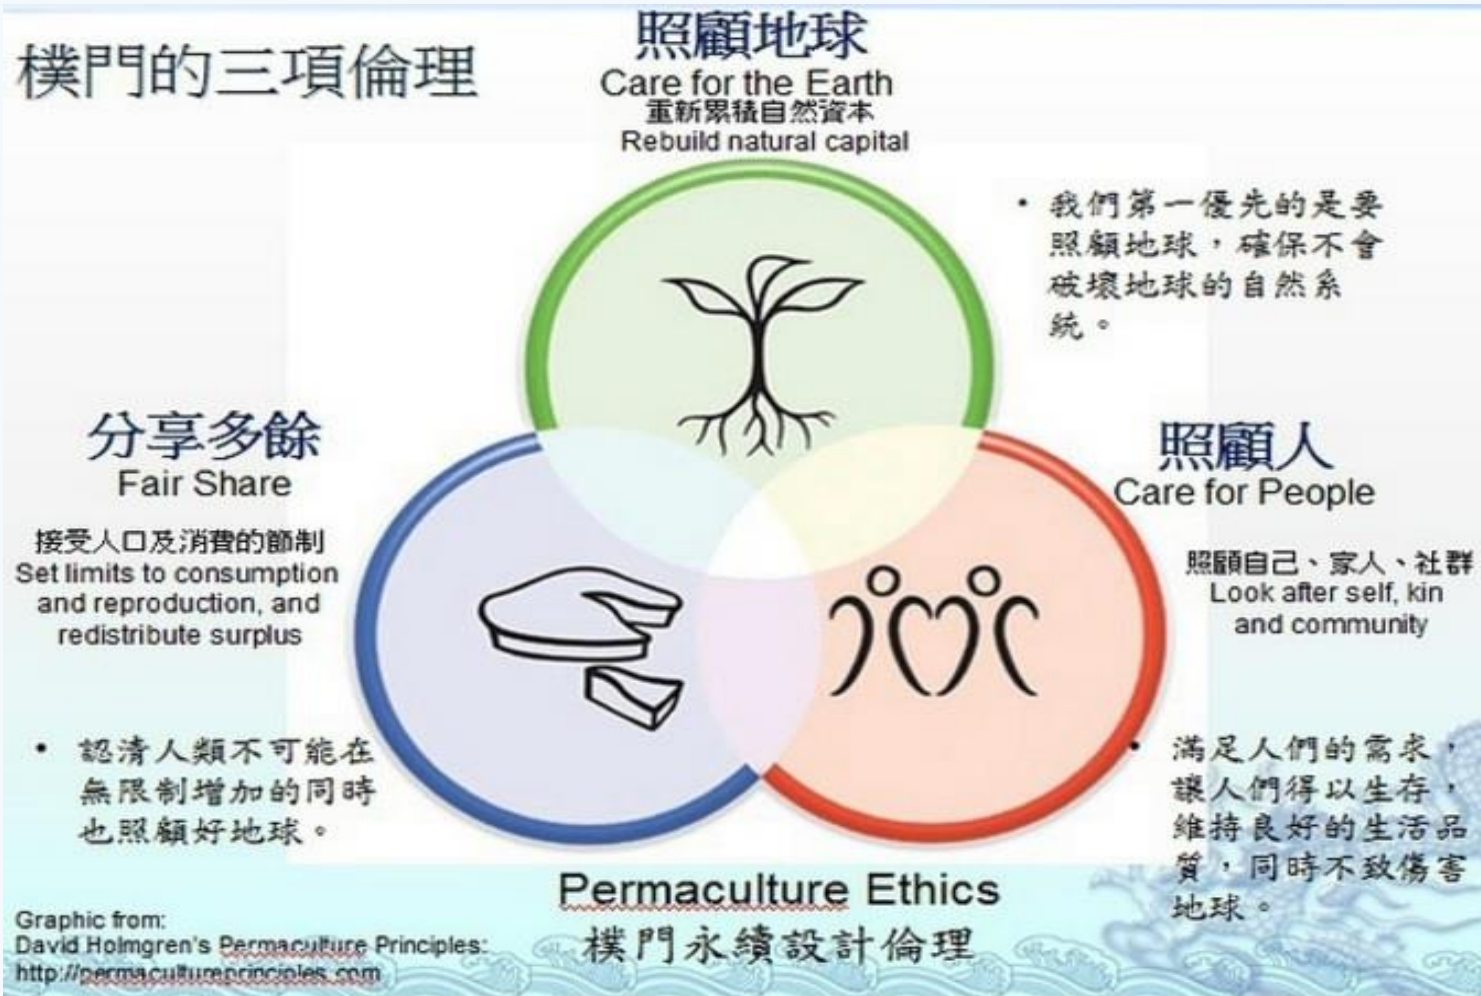 樸門的三項倫理
照顧地球
Care for the Earth
重新累積自然資本
Rebuild natural capital
我們第一優先的是要
照顧地球，確保不會
破壞地球的自然系
統。
分享多餘
Fair Share
接受人口及消費的節制
Set limits to consumption
and reproduction, and
redistribute surplus
認清人類不可能在
無限制增加的同時
也照顧好地球。
照顧人
Care for People
照顧自己、家人、社群
Look after self, kin
and community
滿足人們的需求，
讓人們得以生存，
維持良好的生活品
質，同時不致傷害
地球。
Permaculture Ethics
樸門永續設計倫理
Graphic from:
David Holmgren's Permaculture Principles:
http://permacultureprinciples.com